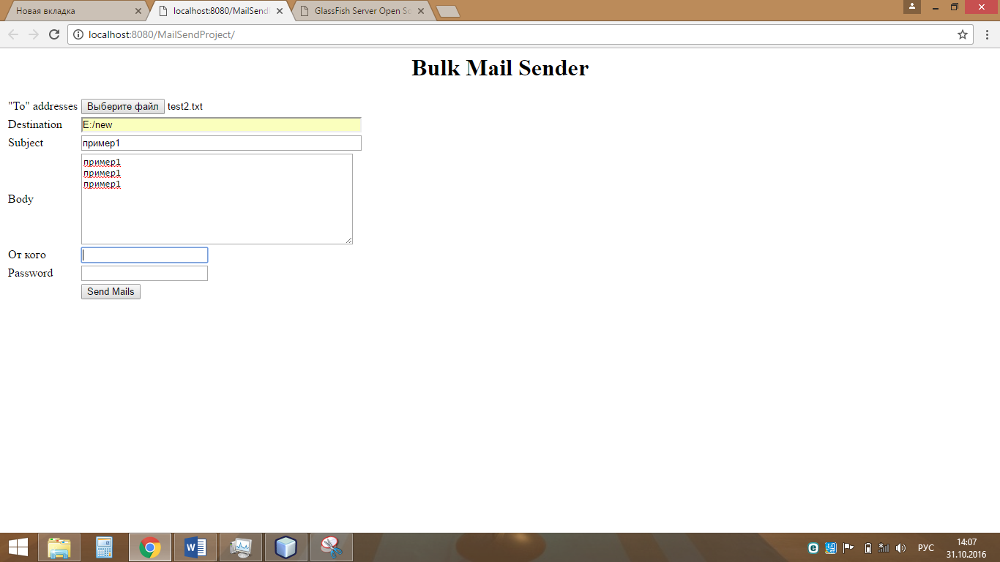 Новая вкладка
localhost:8080/MailSend
GlassFish Server Open Sc
localhost:8080/MailSendProject/
Bulk Mail Sender
"To" addresses Выберите файл test2.txt
Destination E:/new
Subject пример1
Body
пример1
пример1
пример1
От кого
Password
Send Mails
РУС
14:07
31.10.2016